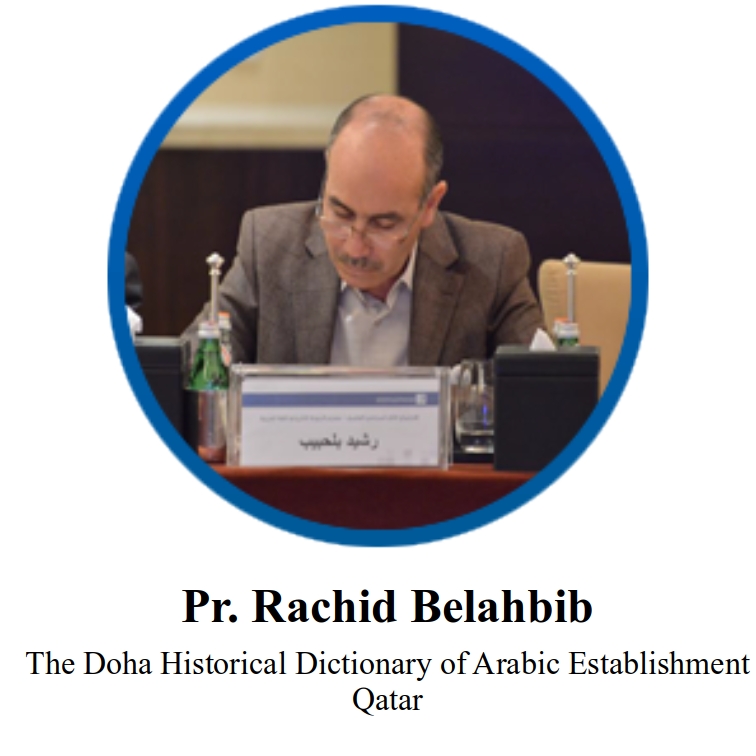 رشيد بلحبيب
Pr. Rachid Belahbib
The Doha Historical Dictionary of Arabic Establishment
Qatar